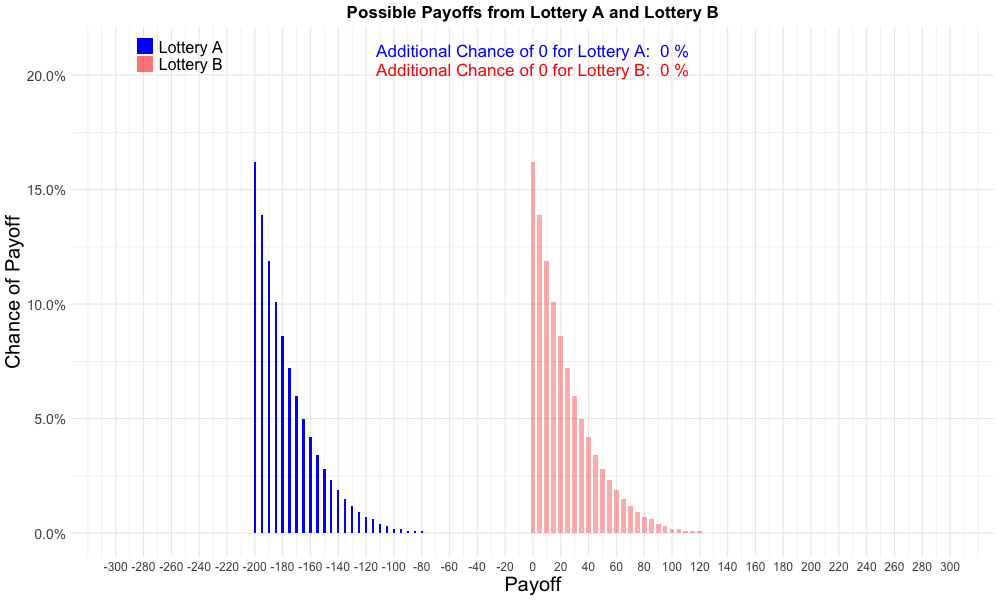 Possible Payoffs from Lottery A and Lottery B
Lottery A
Lottery B
Additional Chance of 0 for Lottery A:  0 %
Additional Chance of 0 for Lottery B:  0 %
Chance of Payoff
20.0%
15.0%
10.0%
5.0%
0.0%
-300 -280 -260 -240 -220 -200 -180 -160 -140 -120 -100 -80 -60 -40 -20 0 20 40 60 80 100 120 140 160 180 200 220 240 260 280 300
Payoff